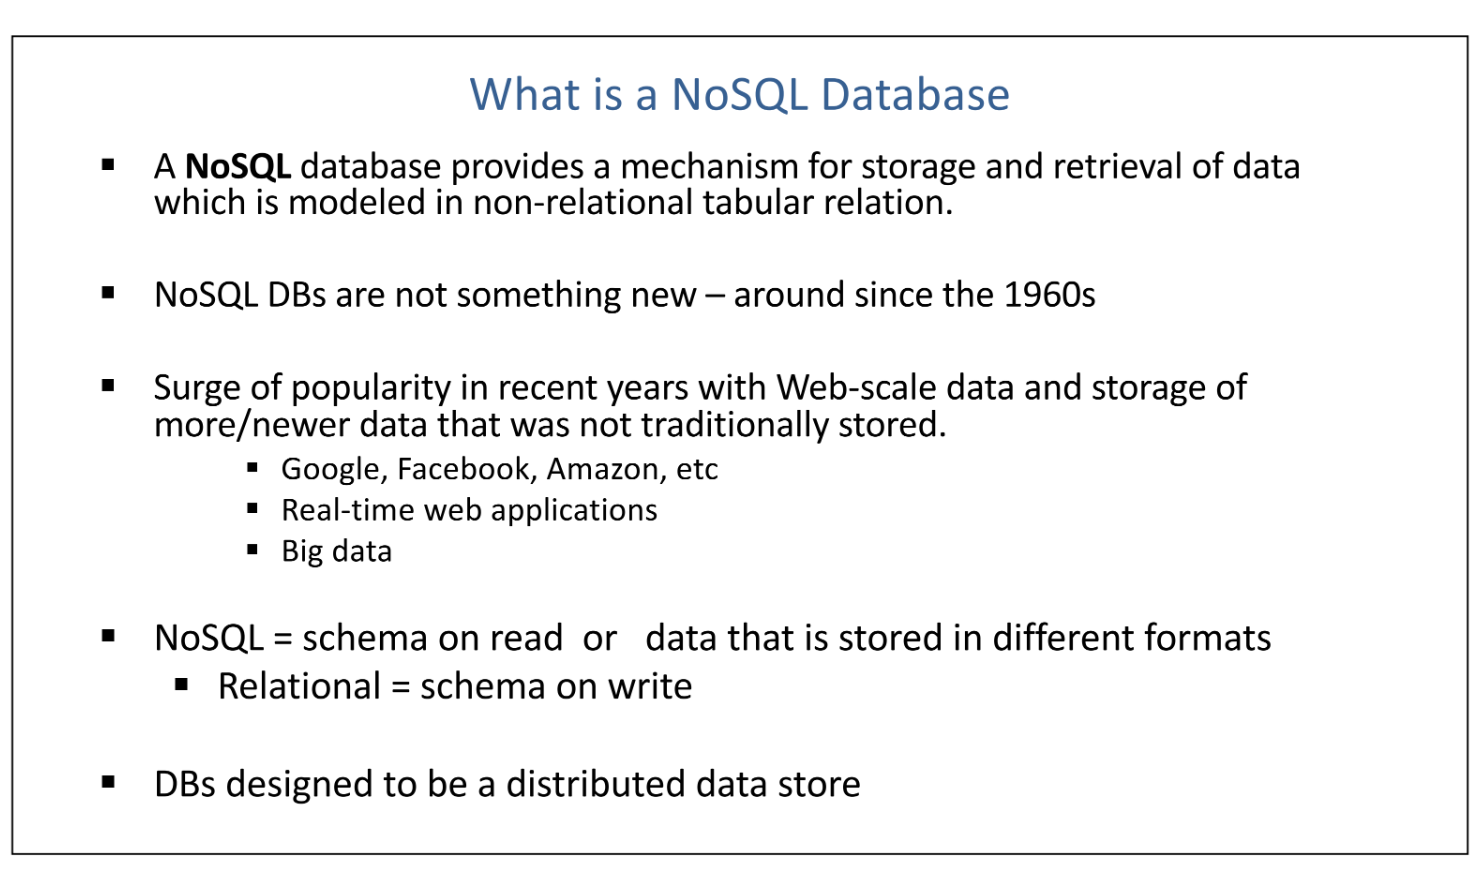 What is a NoSQL Database
▪ A NoSQL database provides a mechanism for storage and retrieval of data
which is modeled in non-relational tabular relation.
▪ NoSQL DBs are not something new – around since the 1960s
▪ Surge of popularity in recent years with Web-scale data and storage of
more/newer data that was not traditionally stored.
▪ Google, Facebook, Amazon, etc
▪ Real-time web applications
▪ Big data
▪ NoSQL = schema on read or data that is stored in different formats
▪ Relational = schema on write
▪ DBs designed to be a distributed data store